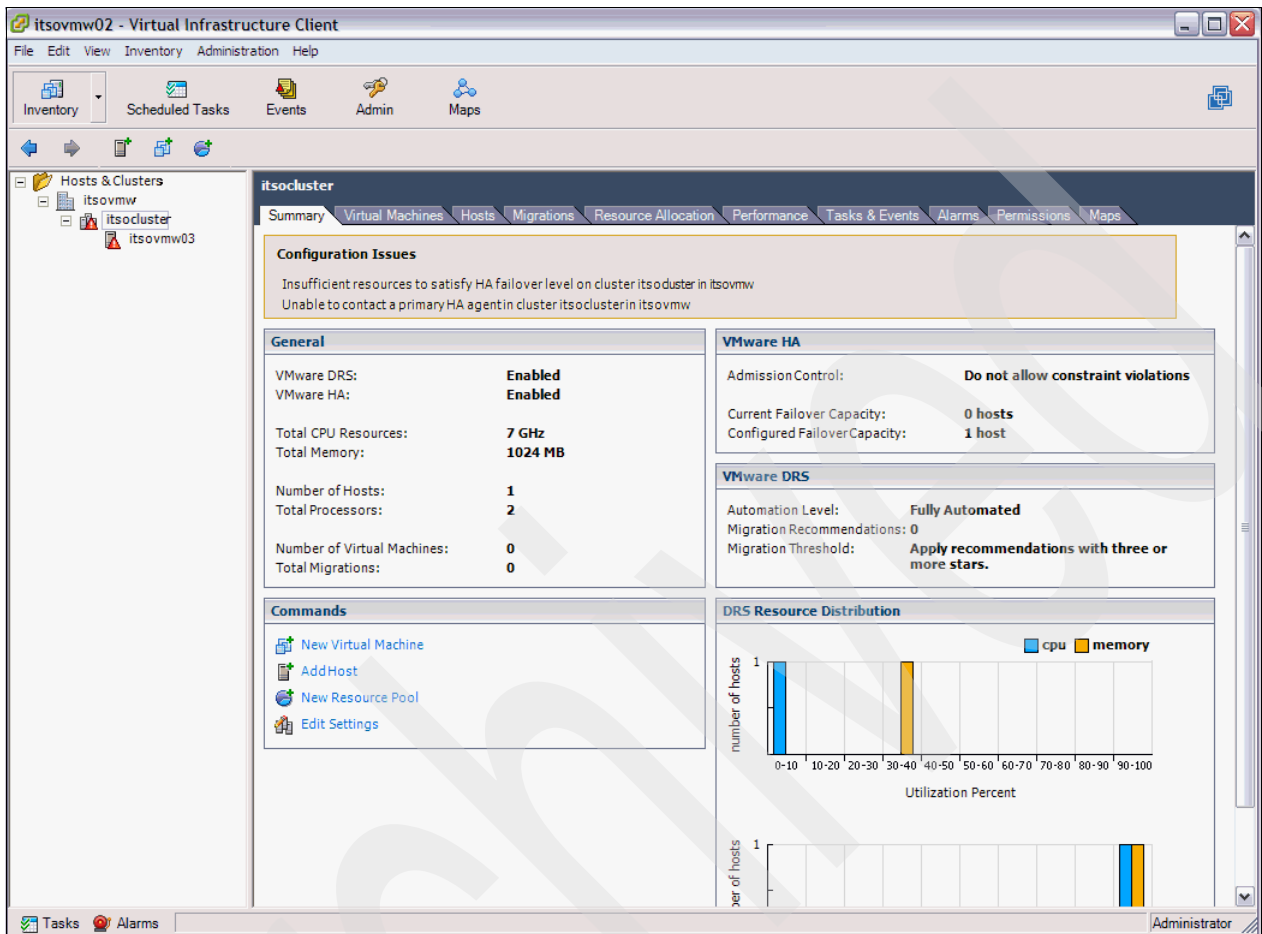 itsovmw02 - Virtual Infrastructure Client
File Edit View Inventory Administration Help
Inventory Scheduled Tasks Events Admin Maps
Hosts & Clusters
itsovmw
itsocluster
itsovmw03
itsocluster
Summary Virtual Machines Hosts Migrations Resource Allocation Performance Tasks & Events Alarms Permissions Maps
Configuration Issues
Insufficient resources to satisfy HA failover level on cluster itsocluster in itsovmw
Unable to contact a primary HA agent in cluster itsocluster in itsovmw
General
VMware DRS: Enabled
VMware HA: Enabled
Total CPU Resources: 7 GHz
Total Memory: 1024 MB
Number of Hosts: 1
Total Processors: 2
Number of Virtual Machines: 0
Total Migrations: 0
Commands
New Virtual Machine
Add Host
New Resource Pool
Edit Settings
VMware HA
Admission Control: Do not allow constraint violations
Current Failover Capacity: 0 hosts
Configured Failover Capacity: 1 host
VMware DRS
Automation Level: Fully Automated
Migration Recommendations: 0
Migration Threshold: Apply recommendations with three or
more stars.
DRS Resource Distribution
cpu memory
number of hosts
1
0-10 10-20 20-30 30-40 40-50 50-60 60-70 70-80 80-90 90-100
Utilization Percent
1
of hosts
Tasks Alarms
Administrator